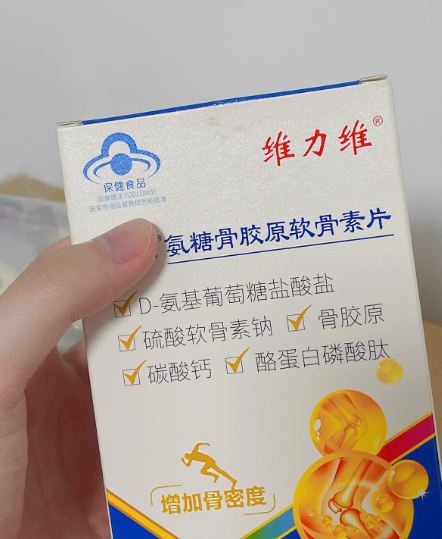 维力维®
保健食品
氨糖骨胶原软骨素片
D-氨基葡萄糖盐酸盐
硫酸软骨素钠 骨胶原
碳酸钙 酪蛋白磷酸肽
增加骨密度